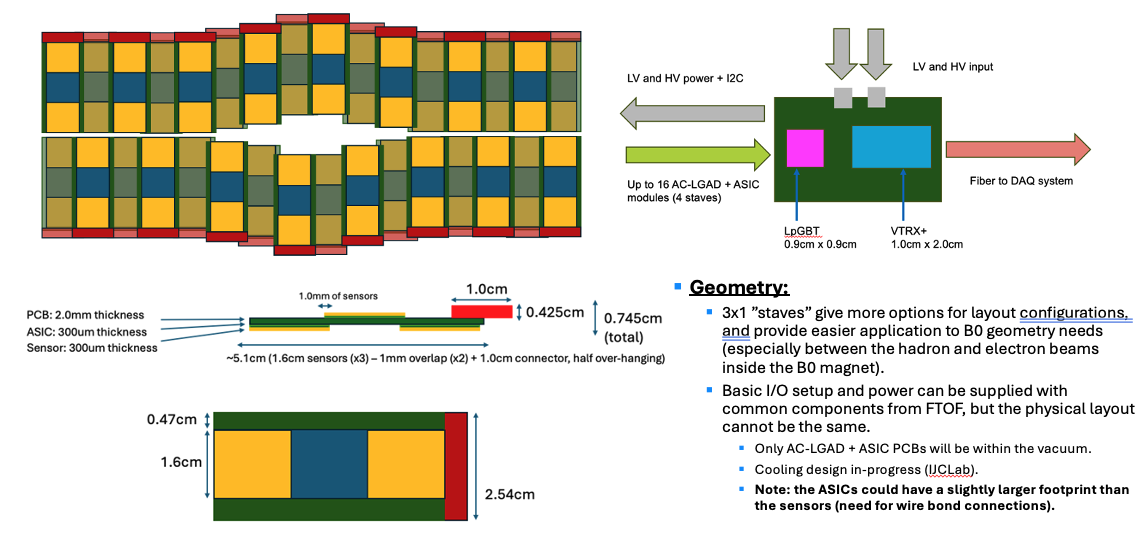 LV and HV power + I2C
LV and HV input
Up to 16 AC-LGAD + ASIC
modules (4 staves)
Fiber to DAQ system
LpGBT
0.9cm x 0.9cm
VTRX+
1.0cm x 2.0cm
1.0mm of sensors
1.0cm
0.425cm
0.745cm
(total)
PCB: 2.0mm thickness
ASIC: 300um thickness
Sensor: 300um thickness
~5.1cm (1.6cm sensors (x3) – 1mm overlap (x2) + 1.0cm connector, half over-hanging)
0.47cm
1.6cm
2.54cm
Geometry:
3x1 ”staves” give more options for layout configurations,
and provide easier application to B0 geometry needs
(especially between the hadron and electron beams
inside the B0 magnet).
Basic I/O setup and power can be supplied with
common components from FTOF, but the physical layout
cannot be the same.
Only AC-LGAD + ASIC PCBs will be within the vacuum.
Cooling design in-progress (IJCLab).
Note: the ASICs could have a slightly larger footprint than
the sensors (need for wire bond connections).